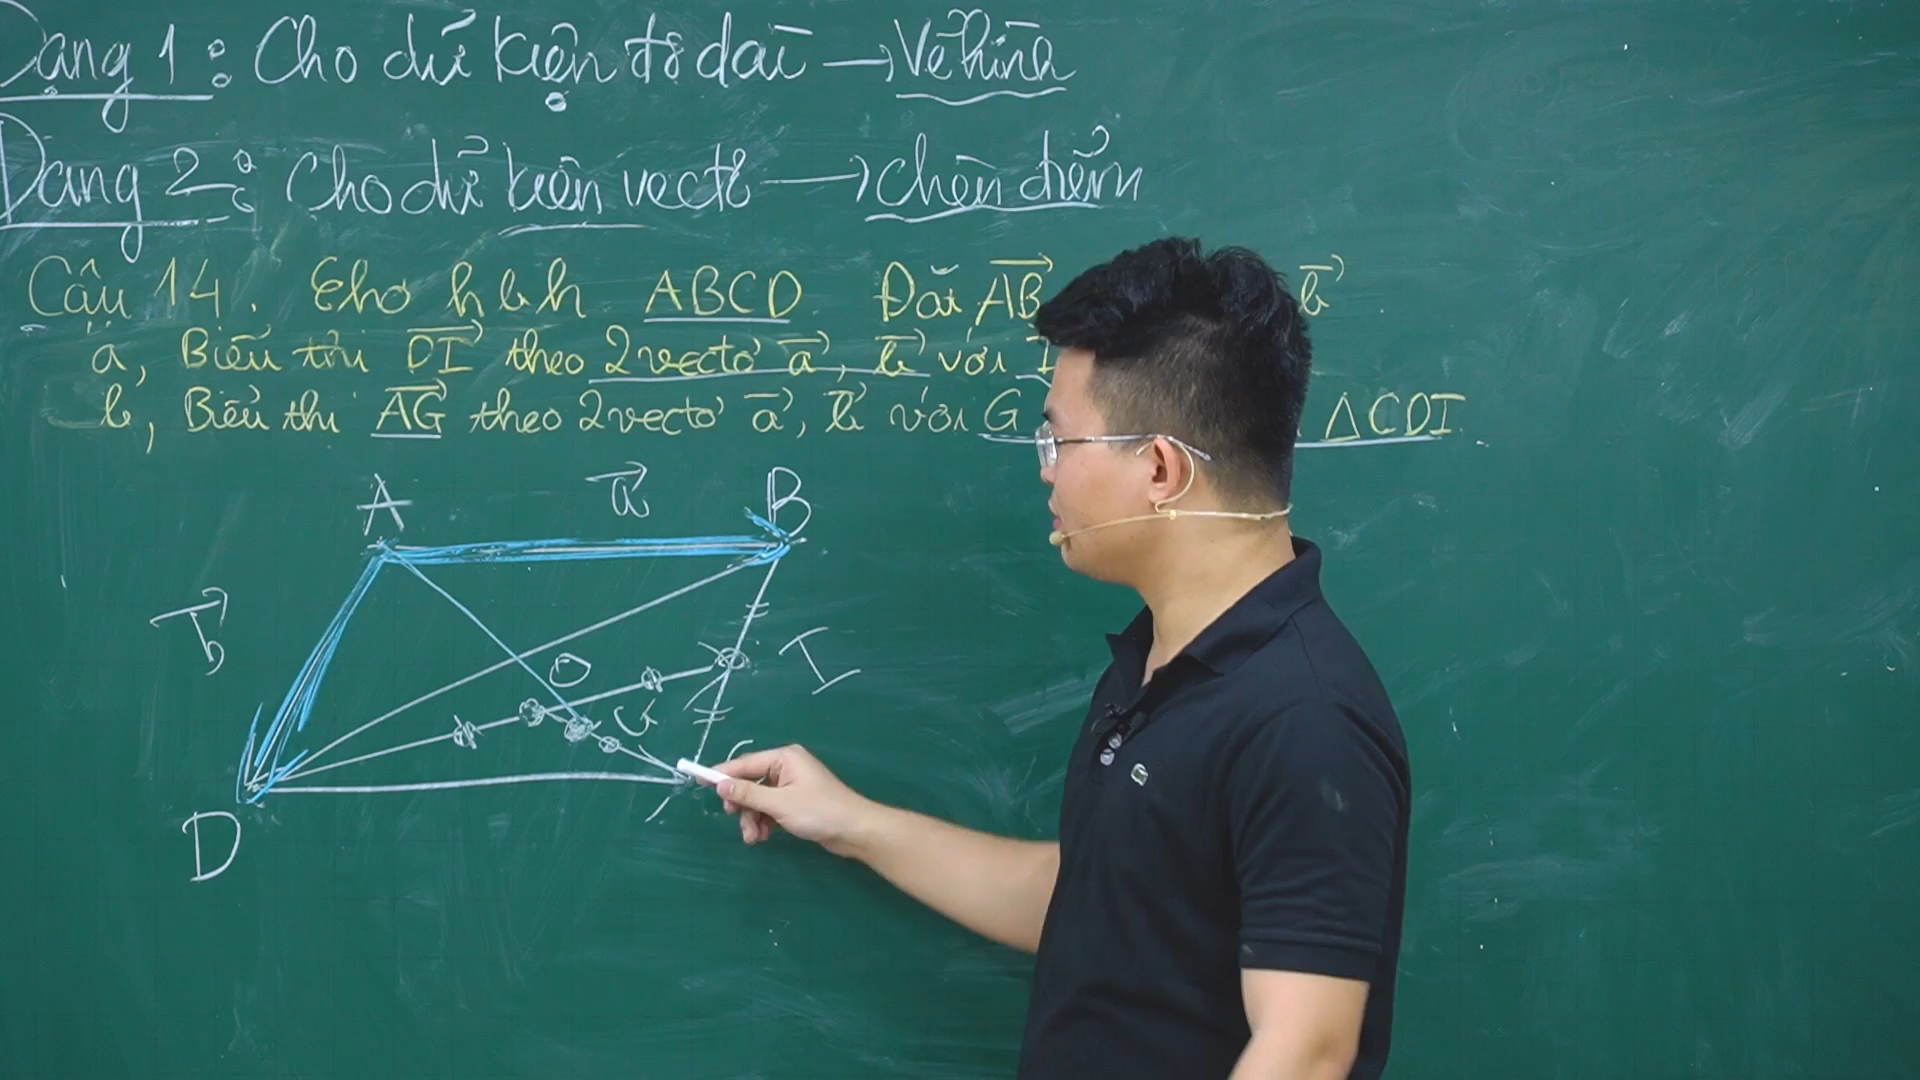 Dạng 1: Cho dữ kiện độ dài → Vẽ hình
Dạng 2: Cho dữ kiện vectơ → chèn điểm
Câu 14. Cho hbh ABCD. Đặt AB b
a, Biểu thị DI theo 2 vectơ a, b với I
b, Biểu thị AG theo 2 vectơ a, b với G ΔCDI.
A a B
b
O I
G
C
D